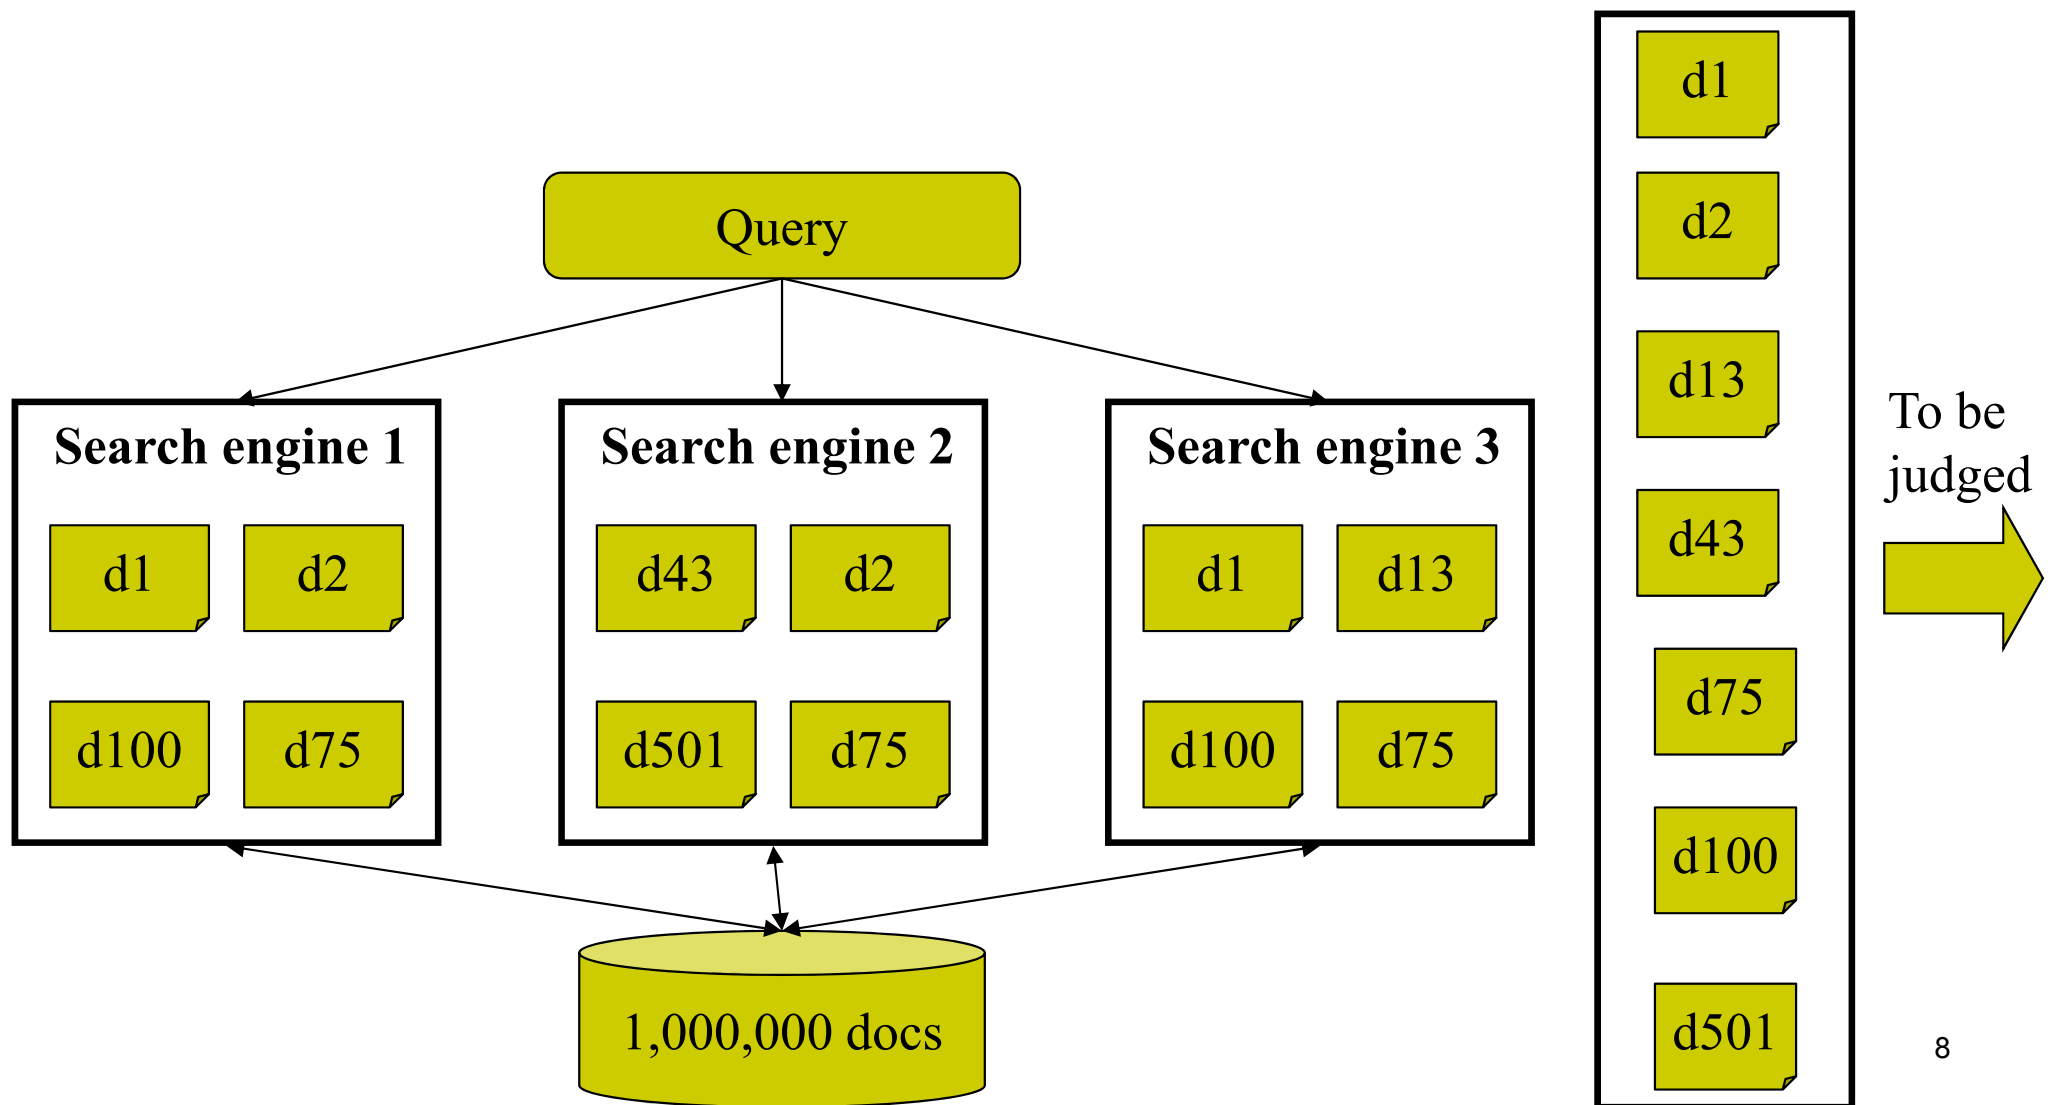 Query
Search engine 1
d1
d2
d100
d75
Search engine 2
d43
d2
d501
d75
Search engine 3
d1
d13
d100
d75
1,000,000 docs
d1
d2
d13
d43
d75
d100
d501
To be
judged
8